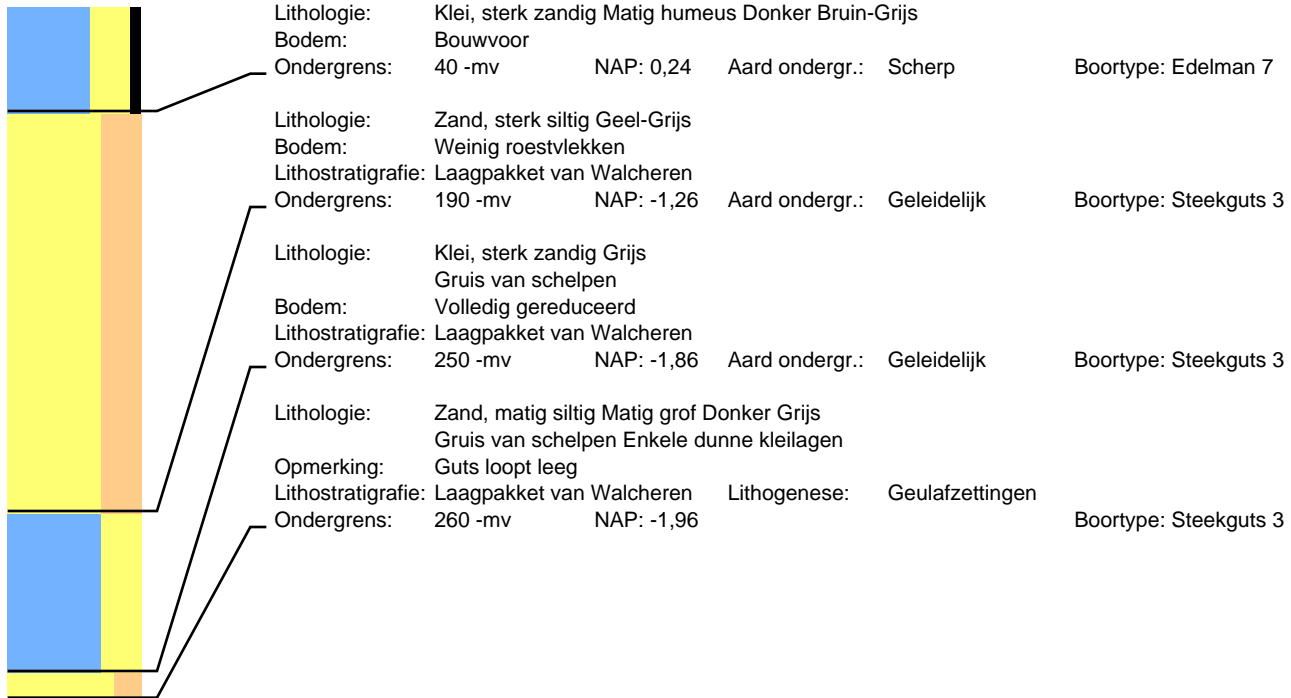 Lithologie: Klei, sterk zandig Matig humeus Donker Bruin-Grijs
Bodem: Bouwvoor
Ondergrens: 40 -mv NAP: 0,24 Aard ondergr.: Scherp Boortype: Edelman 7
Lithologie: Zand, sterk siltig Geel-Grijs
Bodem: Weinig roestvlekken
Lithostratigrafie: Laagpakket van Walcheren
Ondergrens: 190 -mv NAP: -1,26 Aard ondergr.: Geleidelijk Boortype: Steekguts 3
Lithologie: Klei, sterk zandig Grijs
Gruis van schelpen
Bodem: Volledig gereduceerd
Lithostratigrafie: Laagpakket van Walcheren
Ondergrens: 250 -mv NAP: -1,86 Aard ondergr.: Geleidelijk Boortype: Steekguts 3
Lithologie: Zand, matig siltig Matig grof Donker Grijs
Gruis van schelpen Enkele dunne kleilagen
Opmerking: Guts loopt leeg
Lithostratigrafie: Laagpakket van Walcheren Lithogenese: Geulafzettingen
Ondergrens: 260 -mv NAP: -1,96 Boortype: Steekguts 3